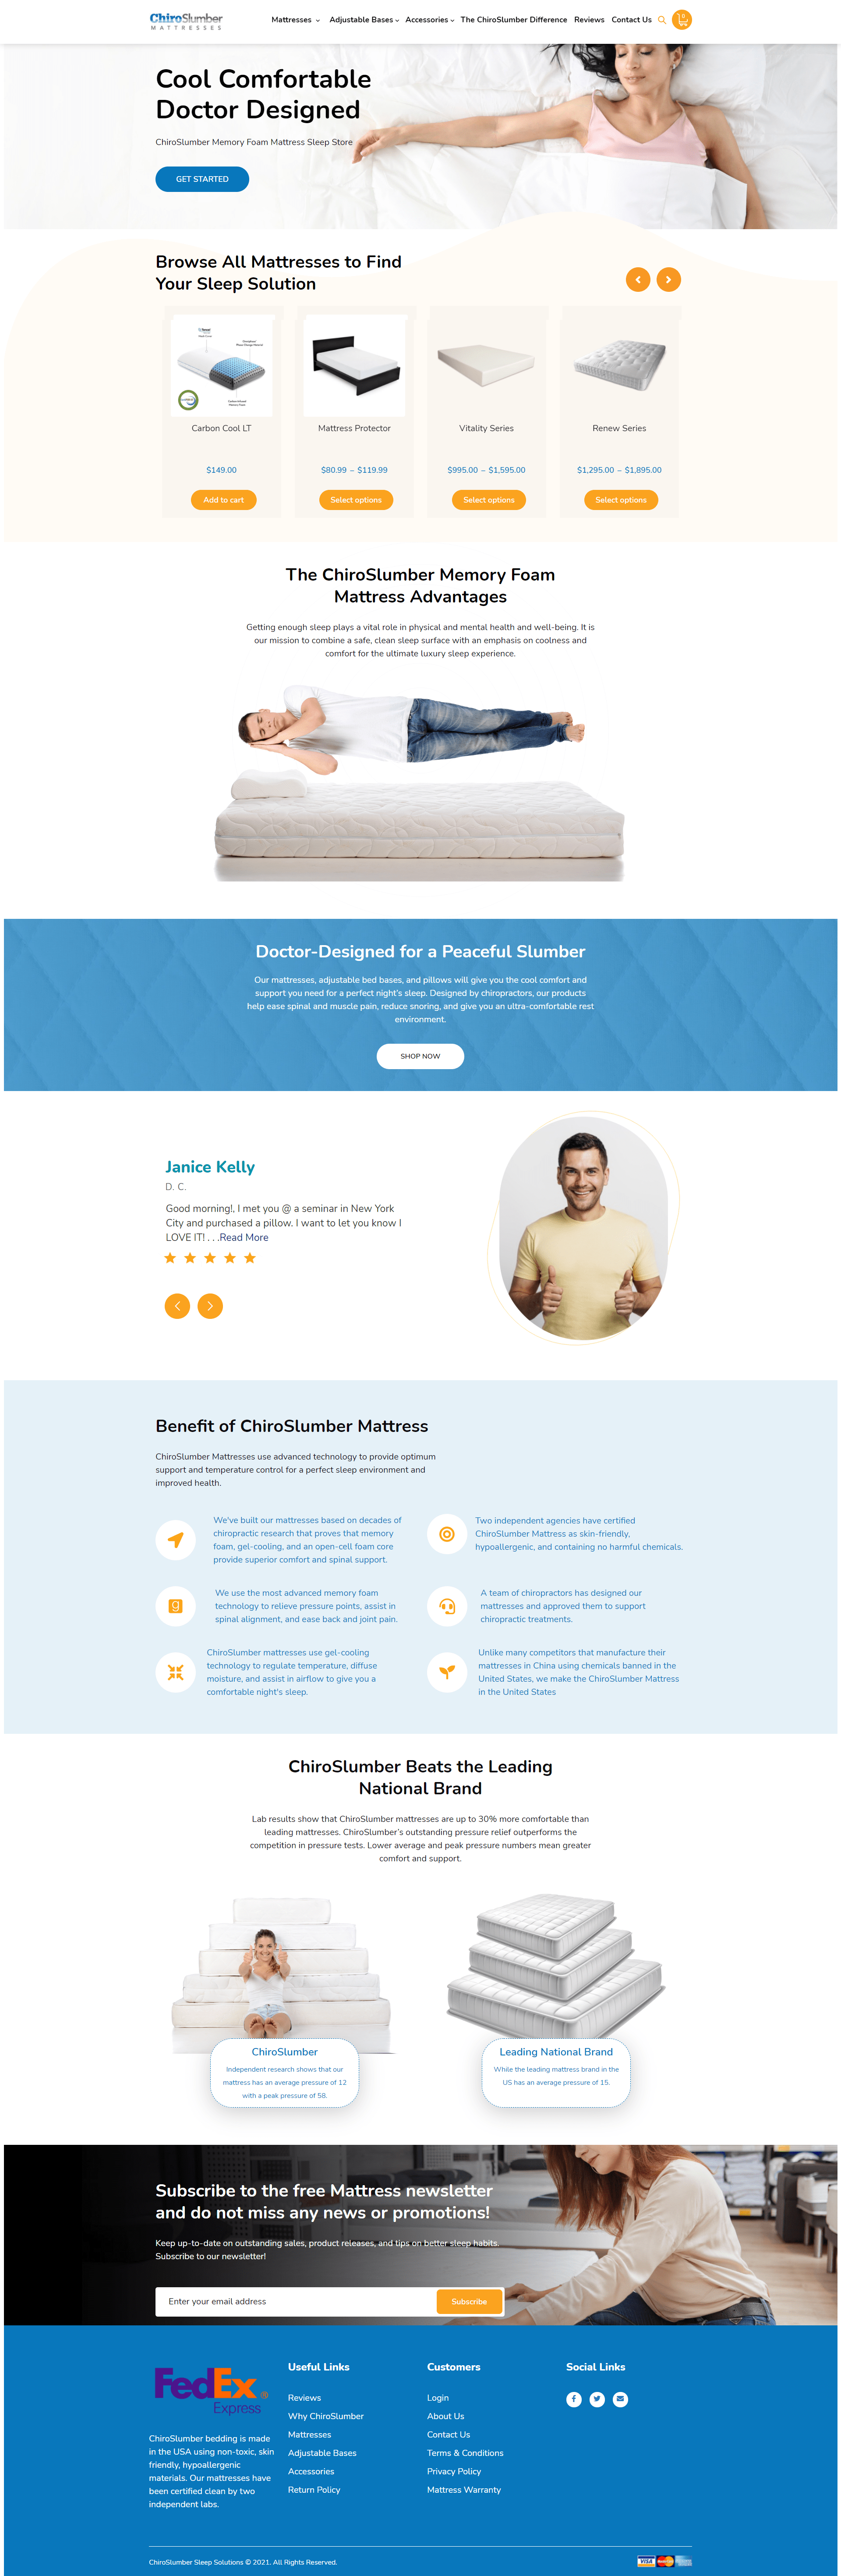 ChiroSlumber
MATTRESSES
Mattresses
Adjustable Bases
Accessories
The ChiroSlumber Difference
Reviews
Contact Us
0
Cool Comfortable
Doctor Designed
ChiroSlumber Memory Foam Mattress Sleep Store
GET STARTED
Browse All Mattresses to Find
Your Sleep Solution
Carbon Cool LT
$149.00
Add to cart
Mattress Protector
$80.99 – $119.99
Select options
Vitality Series
$995.00 – $1,595.00
Select options
Renew Series
$1,295.00 – $1,895.00
Select options
The ChiroSlumber Memory Foam
Mattress Advantages
Getting enough sleep plays a vital role in physical and mental health and well-being. It is
our mission to combine a safe, clean sleep surface with an emphasis on coolness and
comfort for the ultimate luxury sleep experience.
Doctor-Designed for a Peaceful Slumber
Our mattresses, adjustable bed bases, and pillows will give you the cool comfort and
support you need for a perfect night's sleep. Designed by chiropractors, our products
help ease spinal and muscle pain, reduce snoring, and give you an ultra-comfortable rest
environment.
SHOP NOW
Janice Kelly
D. C.
Good morning!, I met you @ a seminar in New York
City and purchased a pillow. I want to let you know I
LOVE IT! . . .Read More
Benefit of ChiroSlumber Mattress
ChiroSlumber Mattresses use advanced technology to provide optimum
support and temperature control for a perfect sleep environment and
improved health.
We've built our mattresses based on decades of
chiropractic research that proves that memory
foam, gel-cooling, and an open-cell foam core
provide superior comfort and spinal support.
Two independent agencies have certified
ChiroSlumber Mattress as skin-friendly,
hypoallergenic, and containing no harmful chemicals.
We use the most advanced memory foam
technology to relieve pressure points, assist in
spinal alignment, and ease back and joint pain.
A team of chiropractors has designed our
mattresses and approved them to support
chiropractic treatments.
ChiroSlumber mattresses use gel-cooling
technology to regulate temperature, diffuse
moisture, and assist in airflow to give you a
comfortable night's sleep.
Unlike many competitors that manufacture their
mattresses in China using chemicals banned in the
United States, we make the ChiroSlumber Mattress
in the United States
ChiroSlumber Beats the Leading
National Brand
Lab results show that ChiroSlumber mattresses are up to 30% more comfortable than
leading mattresses. ChiroSlumber's outstanding pressure relief outperforms the
competition in pressure tests. Lower average and peak pressure numbers mean greater
comfort and support.
ChiroSlumber
Independent research shows that our
mattress has an average pressure of 12
with a peak pressure of 58.
Leading National Brand
While the leading mattress brand in the
US has an average pressure of 15.
Subscribe to the free Mattress newsletter
and do not miss any news or promotions!
Keep up-to-date on outstanding sales, product releases, and tips on better sleep habits.
Subscribe to our newsletter!
Enter your email address
Subscribe
FedEx
Express
ChiroSlumber bedding is made
in the USA using non-toxic, skin
friendly, hypoallergenic
materials. Our mattresses have
been certified clean by two
independent labs.
Useful Links
Reviews
Why ChiroSlumber
Mattresses
Adjustable Bases
Accessories
Return Policy
Customers
Login
About Us
Contact Us
Terms & Conditions
Privacy Policy
Mattress Warranty
Social Links
ChiroSlumber Sleep Solutions © 2021. All Rights Reserved.
VISA